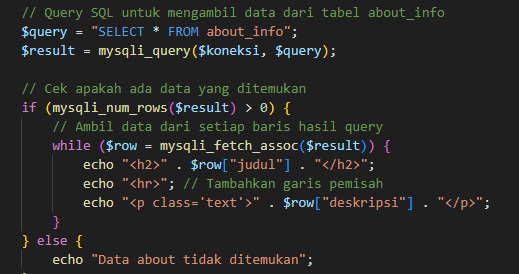 // Query SQL untuk mengambil data dari tabel about_info
$query = "SELECT * FROM about_info";
$result = mysqli_query($koneksi, $query);
// Cek apakah ada data yang ditemukan
if (mysqli_num_rows($result) > 0) {
// Ambil data dari setiap baris hasil query
while ($row = mysqli_fetch_assoc($result)) {
echo "<h2>" . $row["judul"] . "</h2>";
echo "<hr>"; // Tambahkan garis pemisah
echo "<p class='text'>" . $row["deskripsi"] . "</p>";
}
} else {
echo "Data about tidak ditemukan";